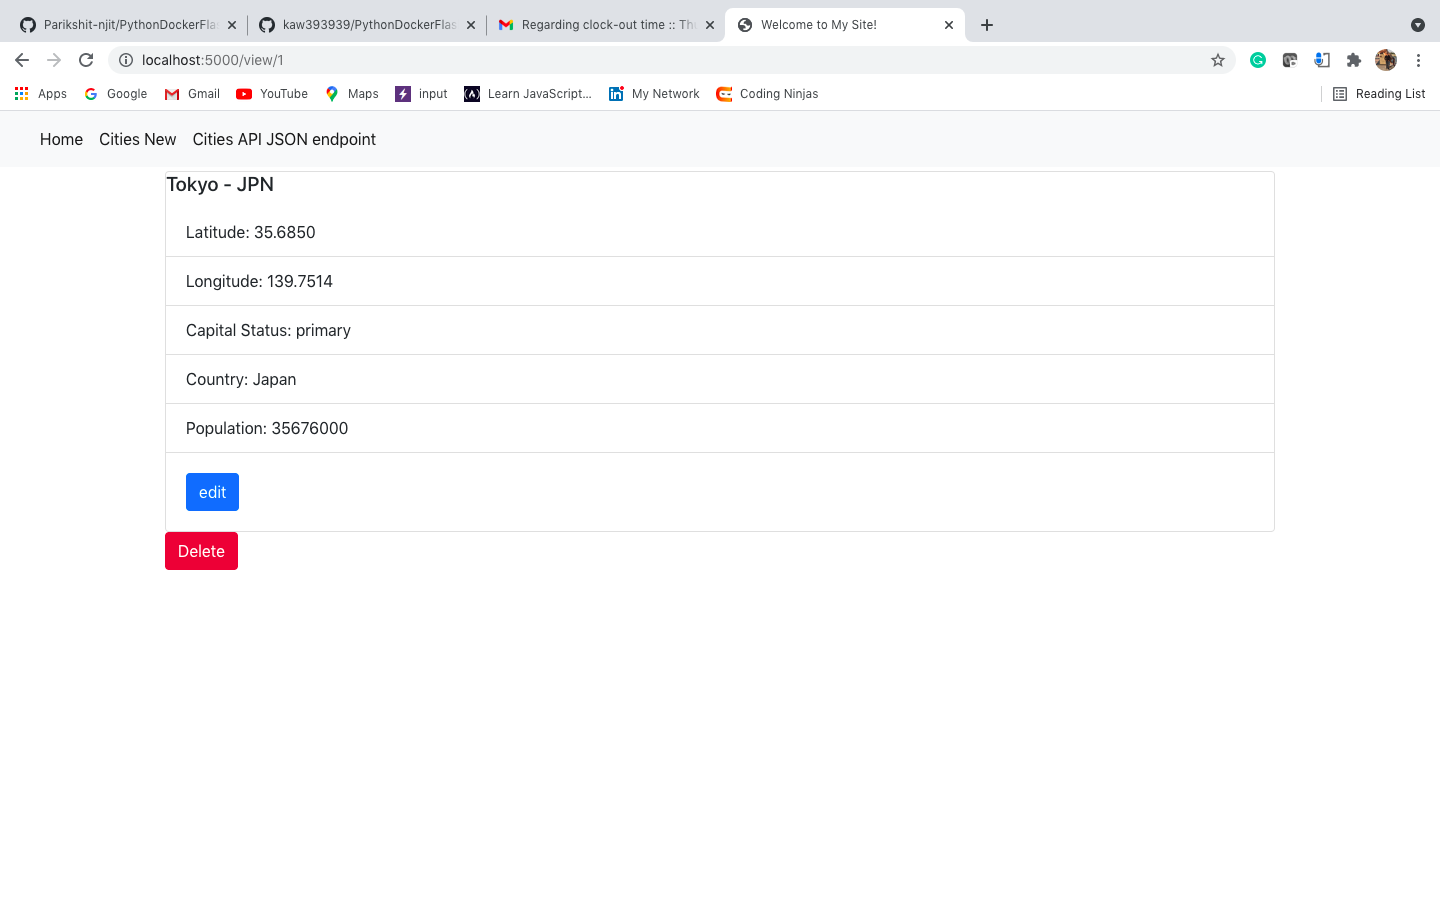 Parikshit-njit/PythonDockerFla
kaw393939/PythonDockerFlas
Regarding clock-out time :: Th
Welcome to My Site!
localhost:5000/view/1
Apps
Google
Gmail
YouTube
Maps
input
Learn JavaScript...
My Network
Coding Ninjas
Reading List
Home
Cities New
Cities API JSON endpoint
Tokyo - JPN
Latitude: 35.6850
Longitude: 139.7514
Capital Status: primary
Country: Japan
Population: 35676000
edit
Delete